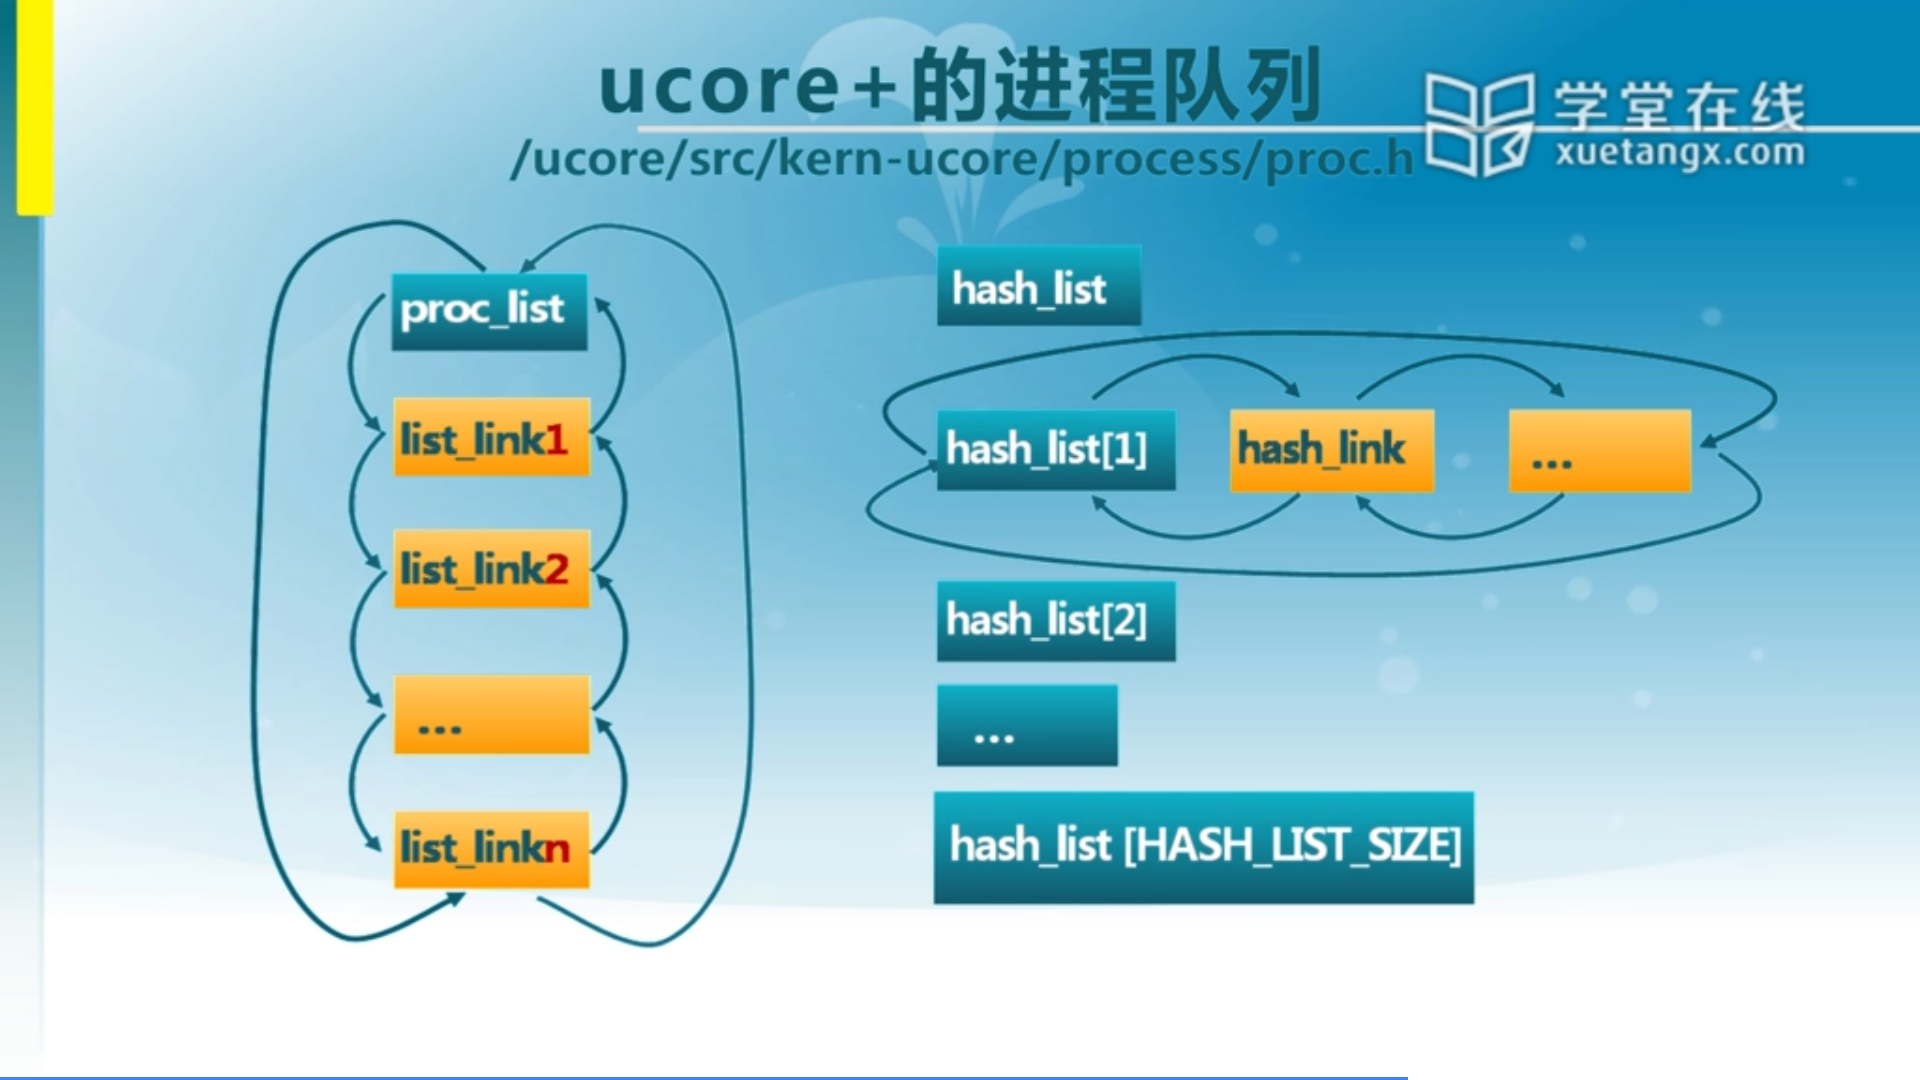 ucore+的进程队列
/ucore/src/kern-ucore/process/proc.h
学堂在线
xuetangx.com
proc_list
list_link1
list_link2
...
list_linkn
hash_list
hash_list[1]
hash_link
...
hash_list[2]
...
hash_list [HASH_LIST_SIZE]